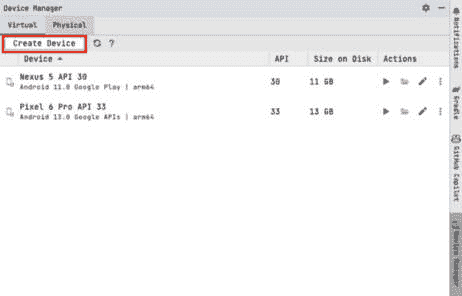 Device Manager
Virtual Physical
Create Device ?
Device API Size on Disk Actions
Nexus 5 API 30 30 11 GB
Android 11.0 Google Play | arm64
Pixel 6 Pro API 33 33 13 GB
Android 13.0 Google APIs | arm64
Notifications
Gradle
GitHub Copilot
Device Manager